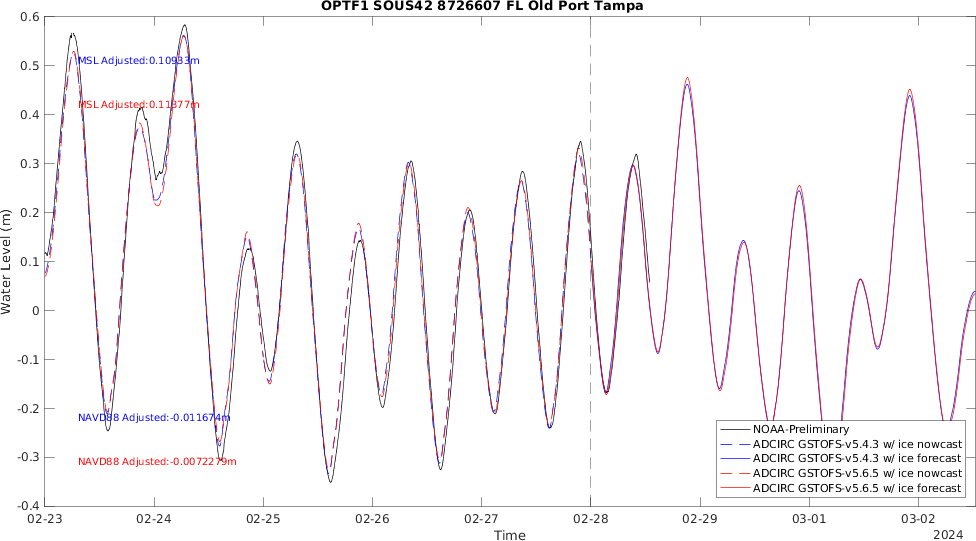 OPTF1 SOUS42 8726607 FL Old Port Tampa
Water Level (m)
0.6
0.5
0.4
0.3
0.2
0.1
0
-0.1
-0.2
-0.3
-0.4
MSL Adjusted:0.10933m
MSL Adjusted:0.11377m
NAVD88 Adjusted:-0.011674m
NAVD88 Adjusted:-0.0072279m
NOAA-Preliminary
ADCIRC GSTOFS-v5.4.3 w/ ice nowcast
ADCIRC GSTOFS-v5.4.3 w/ ice forecast
ADCIRC GSTOFS-v5.6.5 w/ ice nowcast
ADCIRC GSTOFS-v5.6.5 w/ ice forecast
02-23 02-24 02-25 02-26 02-27 02-28 02-29 03-01 03-02
Time
2024